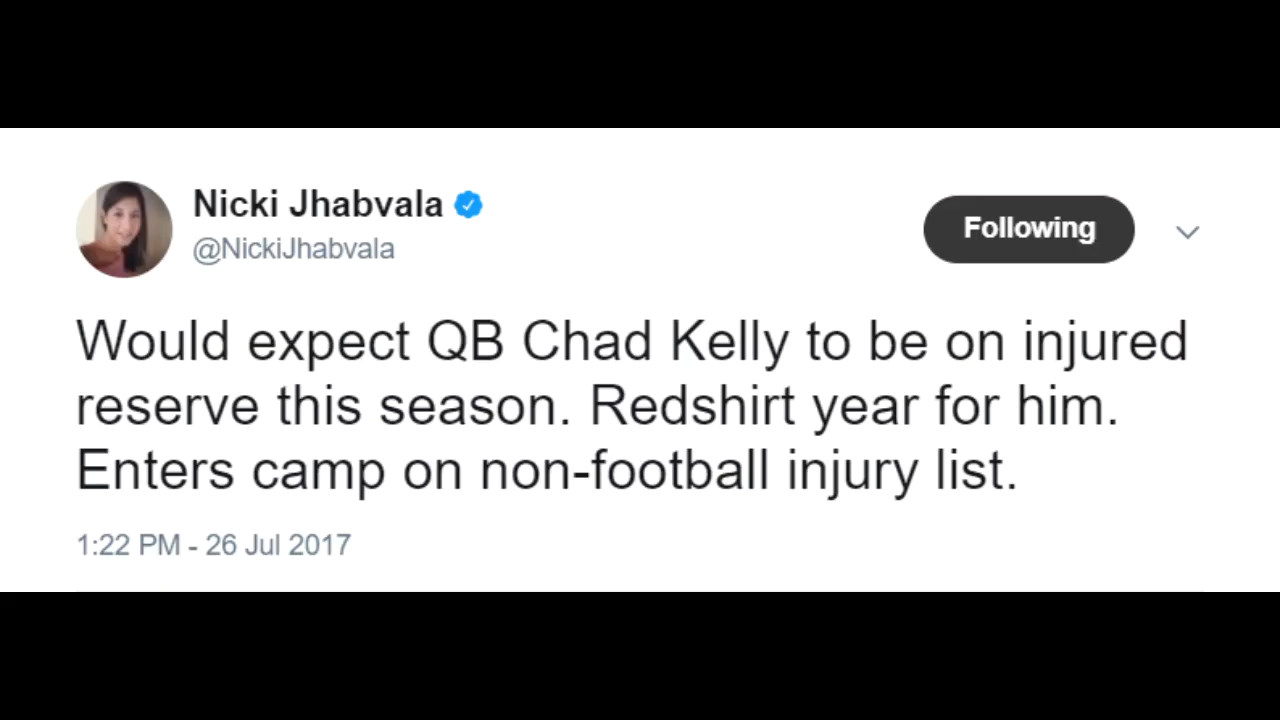 Nicki Jhabvala
@NickiJhabvala
Following
Would expect QB Chad Kelly to be on injured
reserve this season. Redshirt year for him.
Enters camp on non-football injury list.
1:22 PM - 26 Jul 2017